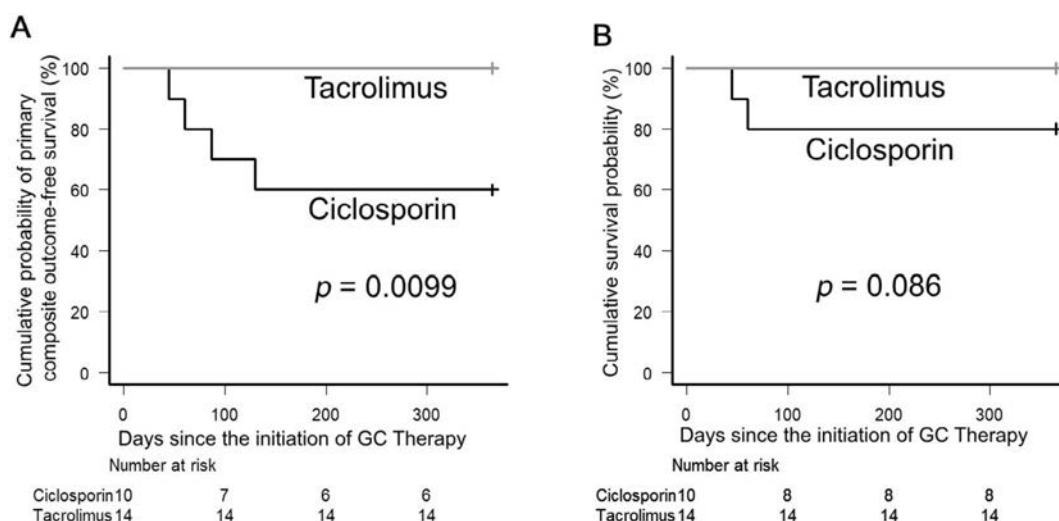 A
Cumulative probability of primary
composite outcome-free survival (%)
100
80
60
40
20
0
Tacrolimus
Ciclosporin
p = 0.0099
0 100 200 300
Days since the initiation of GC Therapy
Number at risk
Ciclosporin 10 7 6 6
Tacrolimus 14 14 14 14
B
Cumulative survival probability (%)
100
80
60
40
20
0
Tacrolimus
Ciclosporin
p = 0.086
0 100 200 300
Days since the initiation of GC Therapy
Number at risk
Ciclosporin 10 8 8 8
Tacrolimus 14 14 14 14